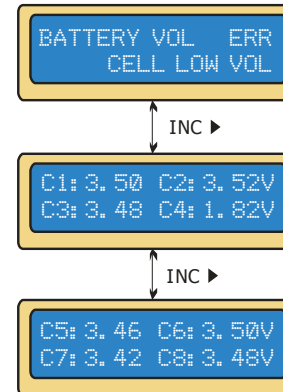 BATTERY VOL ERR
CELL LOW VOL
INC ▶
C1: 3.50 C2: 3.52V
C3: 3.48 C4: 1.82V
INC ▶
C5: 3.46 C6: 3.50V
C7: 3.42 C8: 3.48V